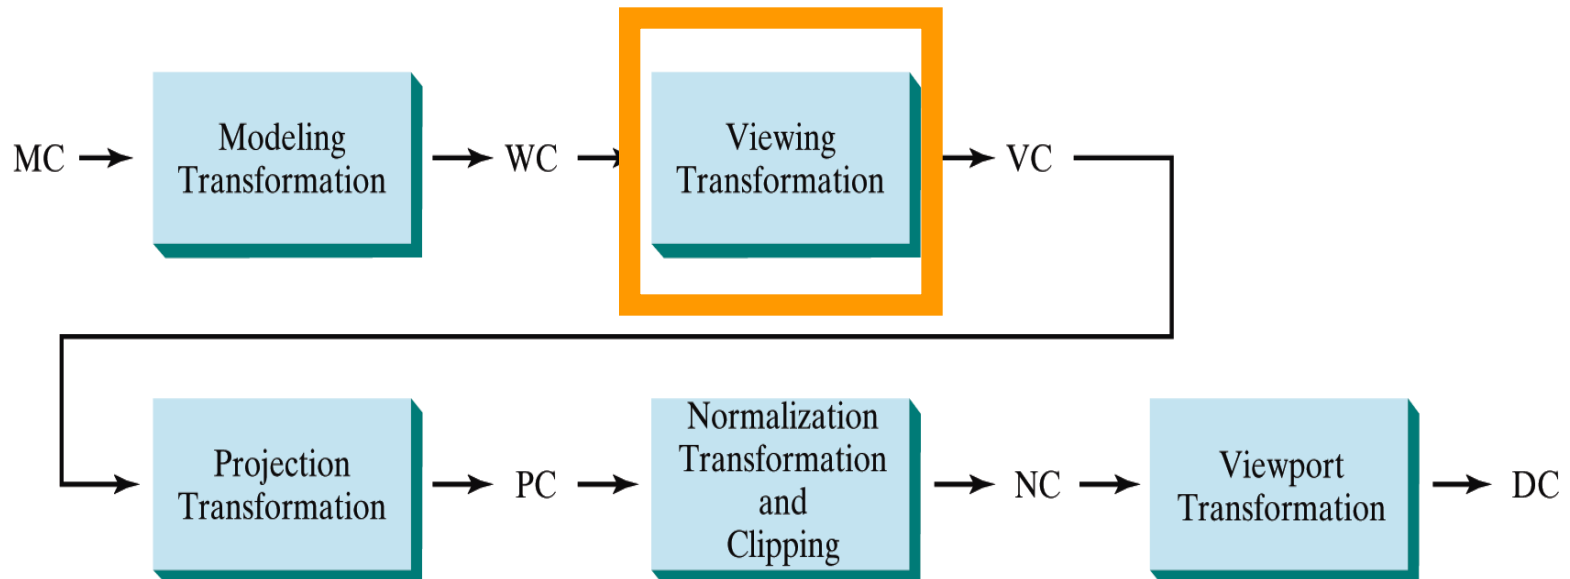 MC
Modeling
Transformation
WC
Viewing
Transformation
VC
Projection
Transformation
PC
Normalization
Transformation
and
Clipping
NC
Viewport
Transformation
DC